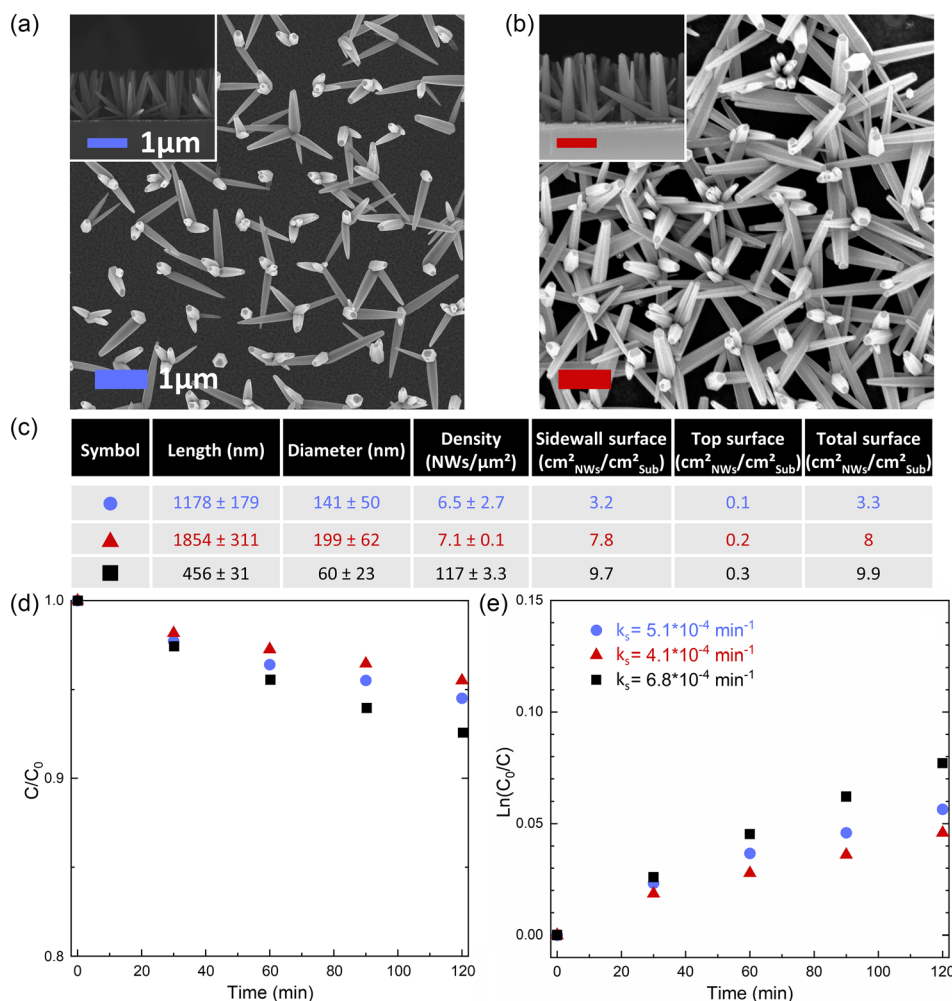 (a)
1µm
1µm
(b)
(c)
Symbol Length (nm) Diameter (nm) Density (NWs/µm²) Sidewall surface (cm²NWs/cm²Sub) Top surface (cm²NWs/cm²Sub) Total surface (cm²NWs/cm²Sub)
1178 ± 179 141 ± 50 6.5 ± 2.7 3.2 0.1 3.3
1854 ± 311 199 ± 62 7.1 ± 0.1 7.8 0.2 8
456 ± 31 60 ± 23 117 ± 3.3 9.7 0.3 9.9
(d)
1.0
0.9
0.8
C/C₀
0 20 40 60 80 100 120
Time (min)
(e)
0.15
0.10
0.05
0.00
Ln(C₀/C)
kₛ= 5.1*10⁻⁴ min⁻¹
kₛ= 4.1*10⁻⁴ min⁻¹
kₛ= 6.8*10⁻⁴ min⁻¹
0 20 40 60 80 100 120
Time (min)